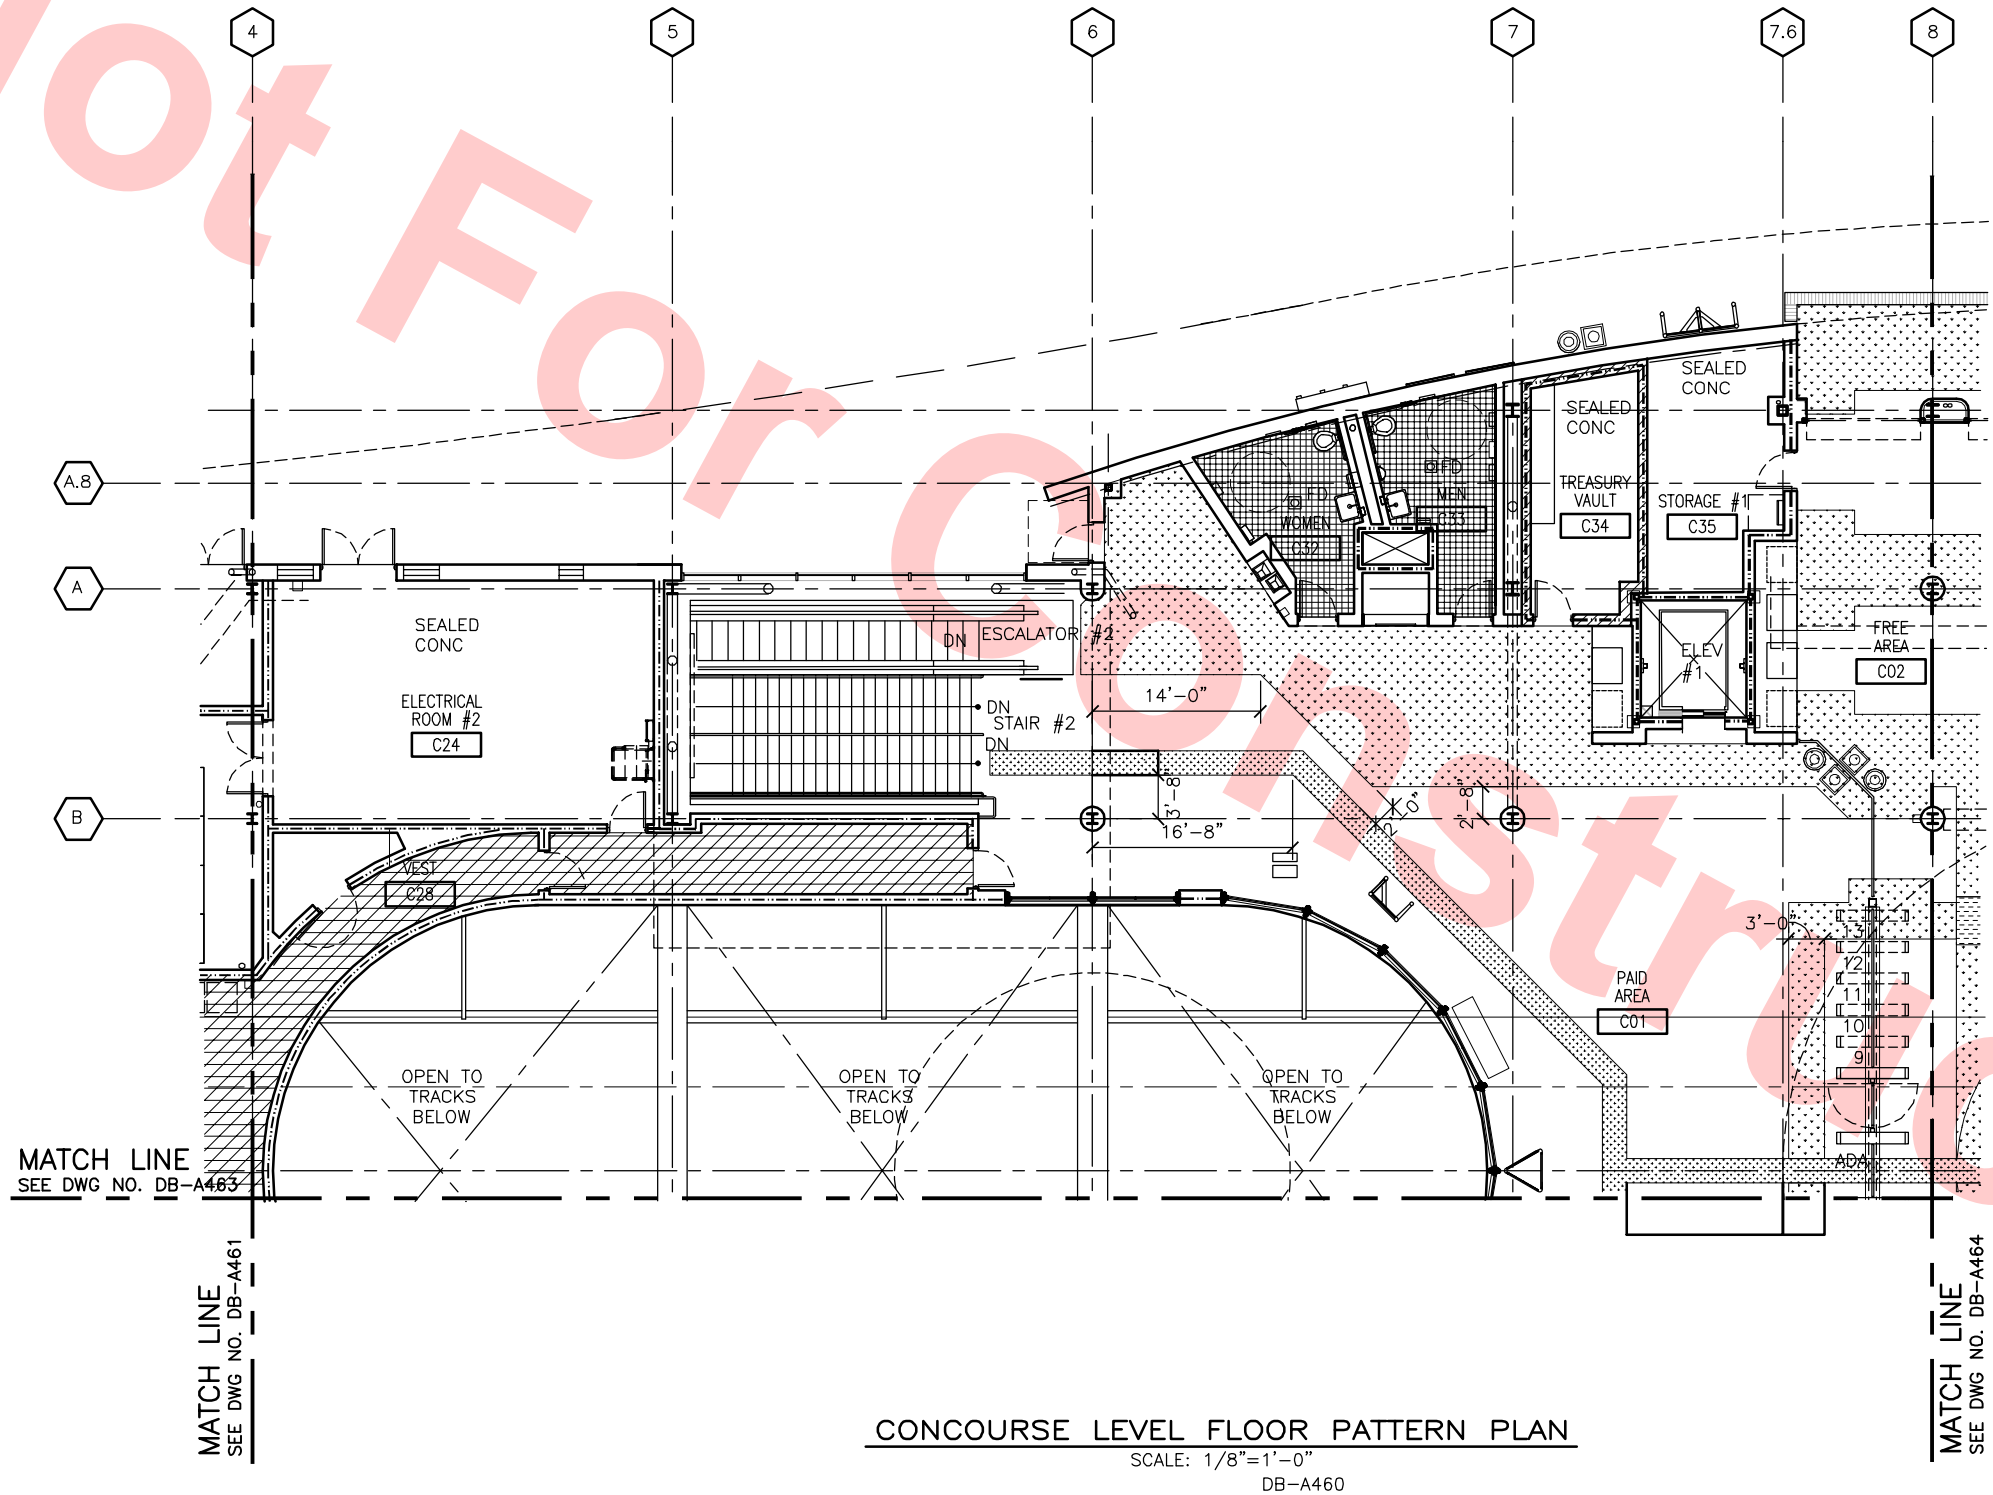 4
5
6
7
7.6
8
A.8
A
B
Not For Construc
SEALED
CONC
ELECTRICAL
ROOM #2
C24
VEST
C28
DN
ESCALATOR #2
DN
STAIR #2
DN
14'-0"
3'-8"
16'-8"
2'-8"
FD
WOMEN
C32
FD
MEN
C33
SEALED
CONC
TREASURY
VAULT
C34
SEALED
CONC
STORAGE #1
C35
ELEV
#1
FREE
AREA
C02
3'-0"
PAID
AREA
C01
13
12
11
10
9
ADA
OPEN TO
TRACKS
BELOW
OPEN TO
TRACKS
BELOW
OPEN TO
TRACKS
BELOW
MATCH LINE
SEE DWG NO. DB-A463
MATCH LINE
SEE DWG NO. DB-A461
MATCH LINE
SEE DWG NO. DB-A464
CONCOURSE LEVEL FLOOR PATTERN PLAN
SCALE: 1/8"=1'-0"
DB-A460